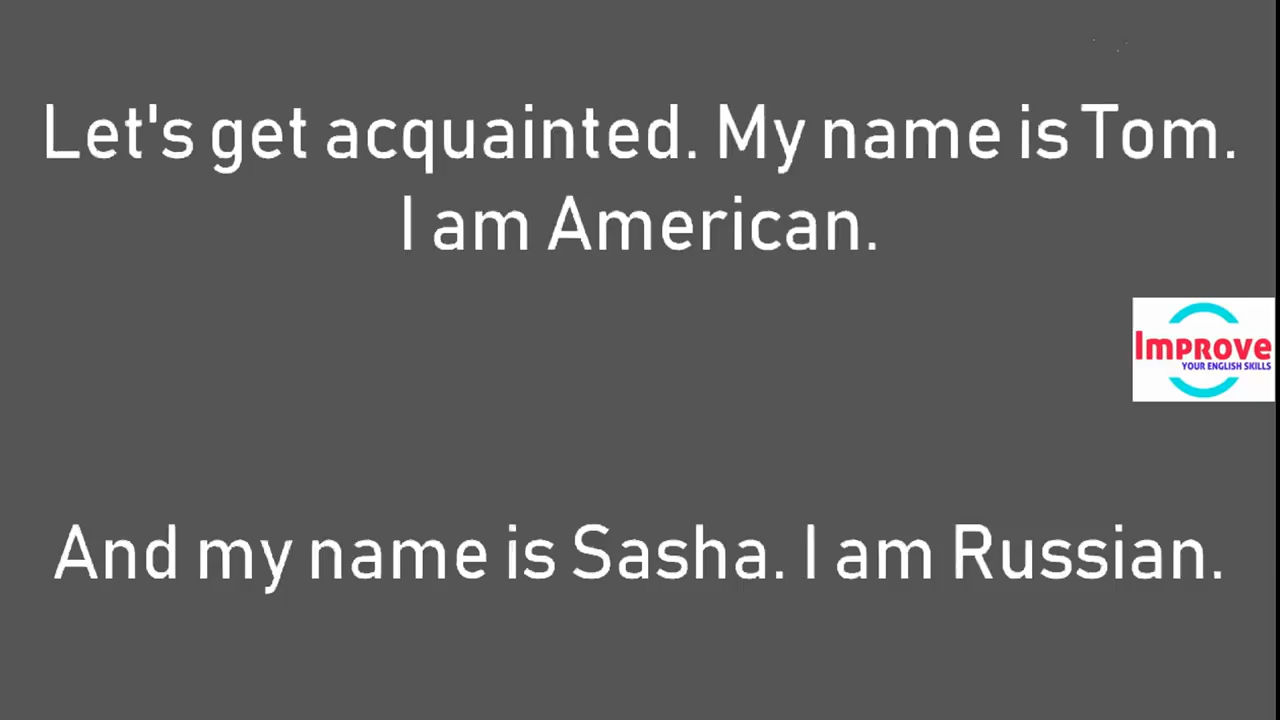 Let's get acquainted. My name is Tom.
I am American.
Improve
YOUR ENGLISH SKILLS
And my name is Sasha. I am Russian.